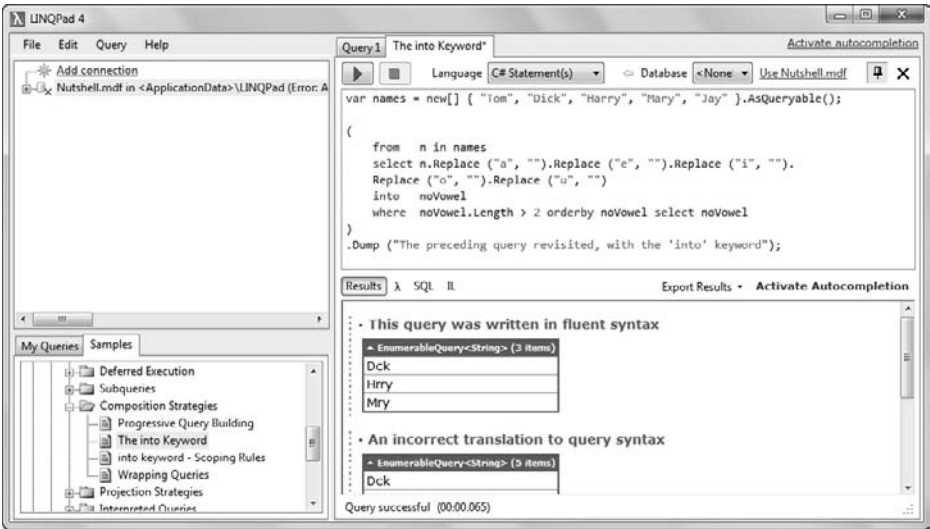 LINQPad 4
File Edit Query Help
Add connection
Nutshell.mdf in <ApplicationData>\LINQPad (Error: A
My Queries Samples
Deferred Execution
Subqueries
Composition Strategies
Progressive Query Building
The into Keyword
into keyword - Scoping Rules
Wrapping Queries
Projection Strategies
Interpreted Queries
Query 1 The into Keyword*
Activate autocompletion
Language C# Statement(s) Database <None Use Nutshell.mdf
var names = new[] { "Tom", "Dick", "Harry", "Mary", "Jay" }.AsQueryable();
(
from n in names
select n.Replace ("a", "").Replace ("e", "").Replace ("i", "").
Replace ("o", "").Replace ("u", "")
into noVowel
where noVowel.Length > 2 orderby noVowel select noVowel
)
.Dump ("The preceding query revisited, with the 'into' keyword");
Results λ SQL IL
Export Results Activate Autocompletion
This query was written in fluent syntax
EnumerableQuery<String> (3 items)
Dck
Hrry
Mry
An incorrect translation to query syntax
EnumerableQuery<String> (5 items)
Dck
Query successful (00:00.065)